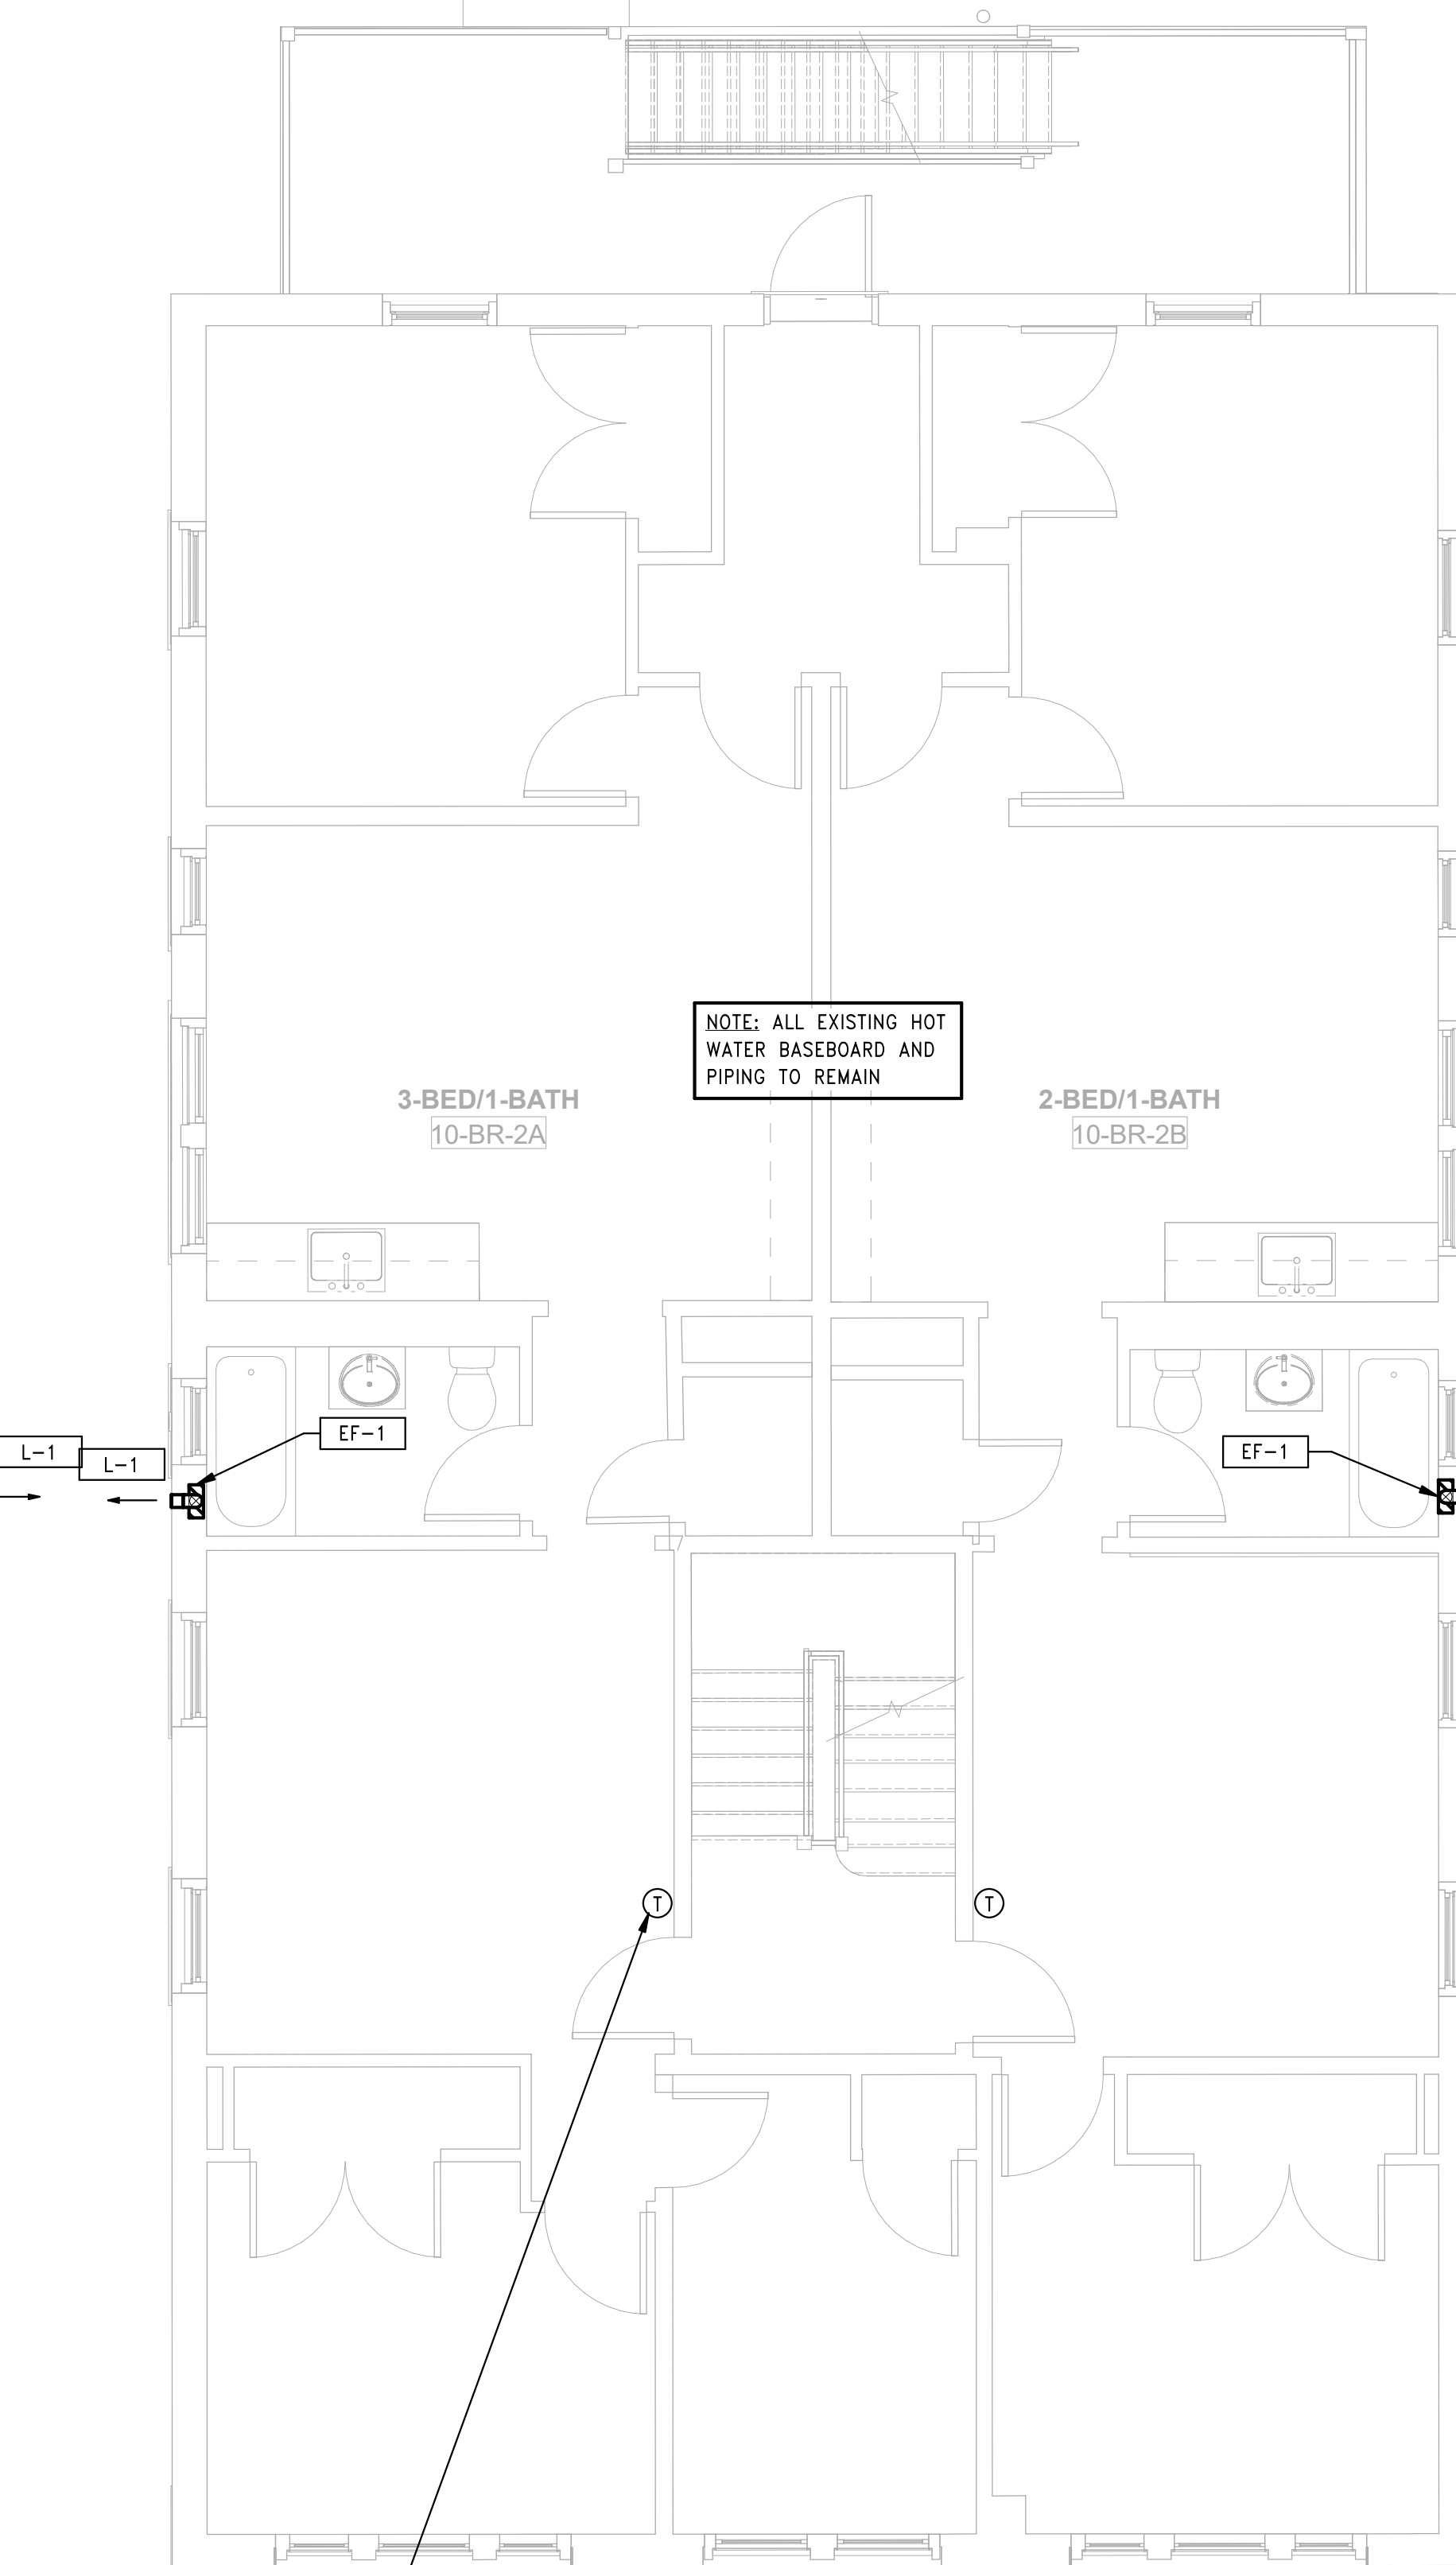 NOTE: ALL EXISTING HOT
WATER BASEBOARD AND
PIPING TO REMAIN
3-BED/1-BATH
10-BR-2A
2-BED/1-BATH
10-BR-2B
EF-1
L-1
L-1
EF-1
T
T